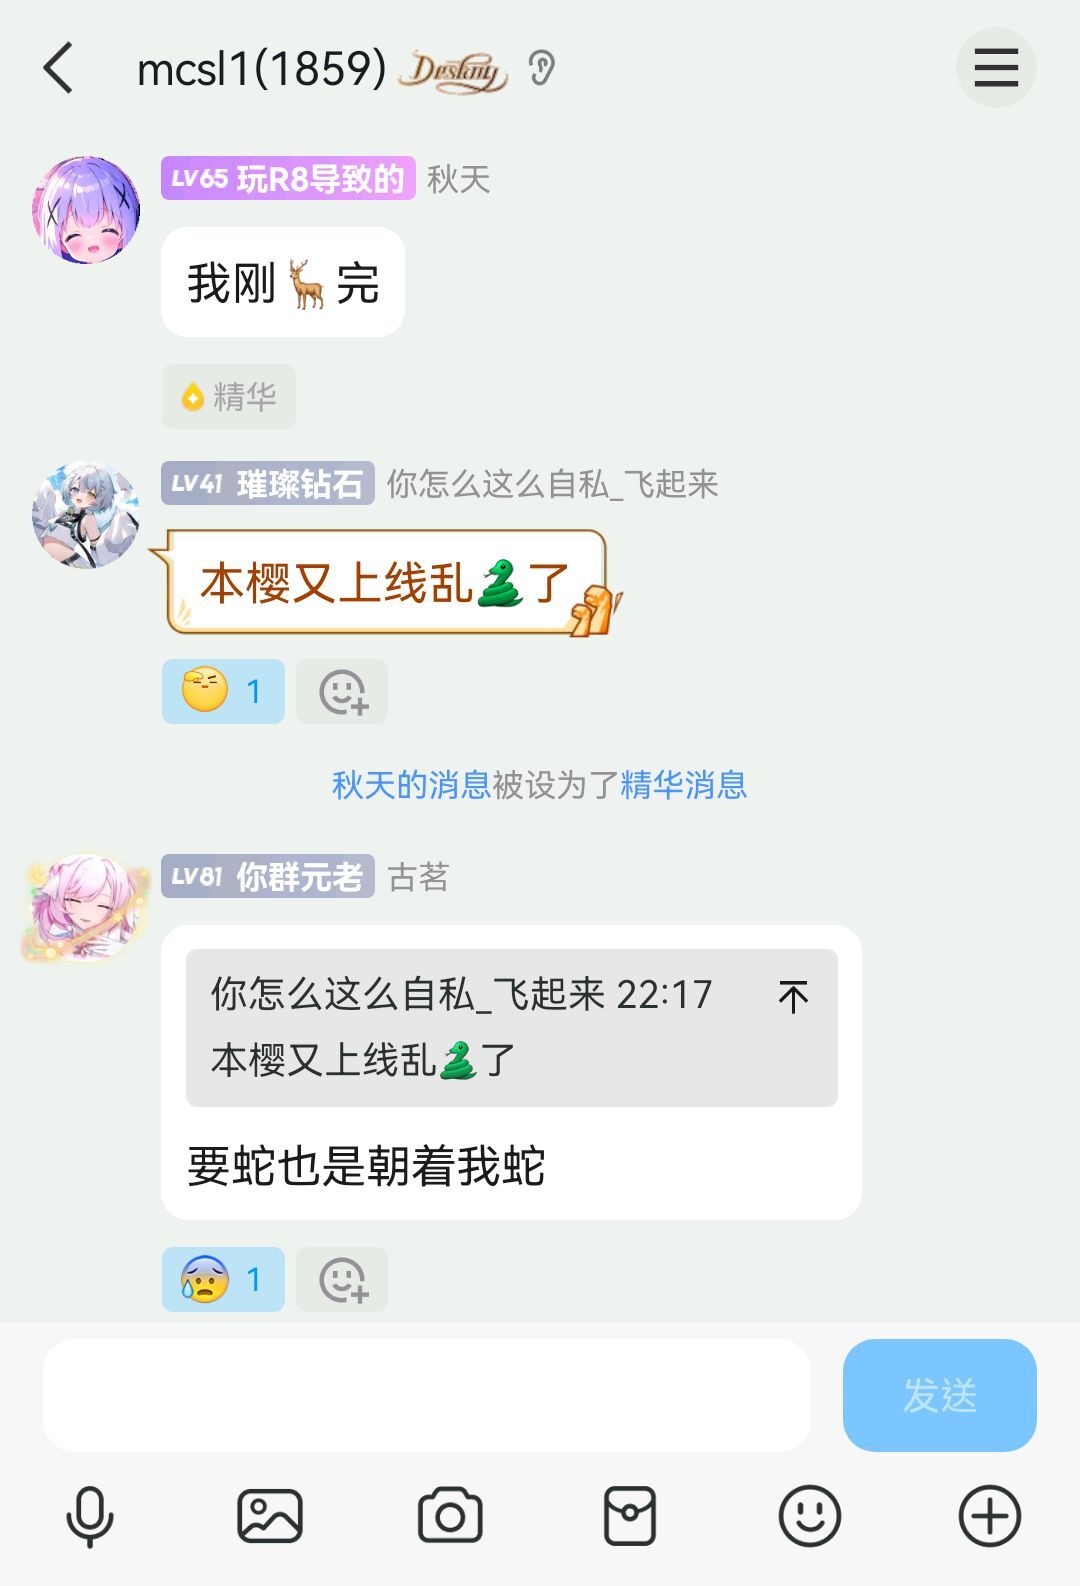 mcsl1(1859) Destiny
LV65 玩R8导致的 秋天
我刚🦌完
精华
LV41 璀璨钻石 你怎么这么自私_飞起来
本樱又上线乱🐍了
1
秋天的消息被设为了精华消息
LV81 你群元老 古茗
你怎么这么自私_飞起来 22:17
本樱又上线乱🐍了
要蛇也是朝着我蛇
1
发送